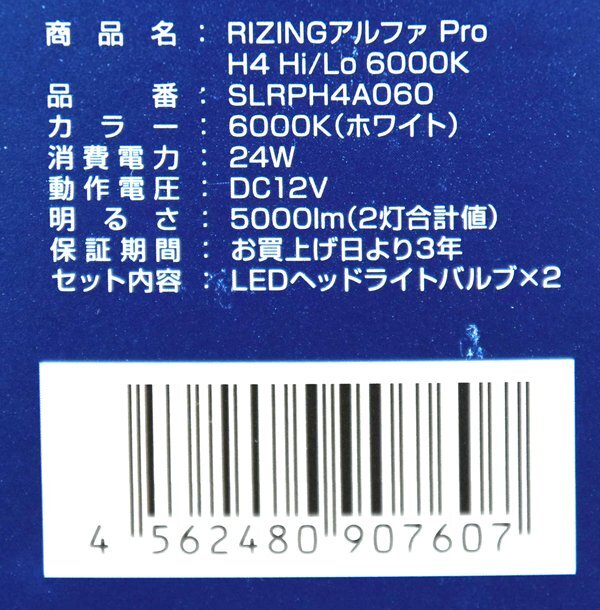 商品名：RIZINGアルファ Pro
H4 Hi/Lo 6000K
品番：SLRPH4A060
カラー：6000K(ホワイト)
消費電力：24W
動作電圧：DC12V
明るさ：5000lm(2灯合計値)
保証期間：お買上げ日より3年
セット内容：LEDヘッドライトバルブ×2
4 562480 907607